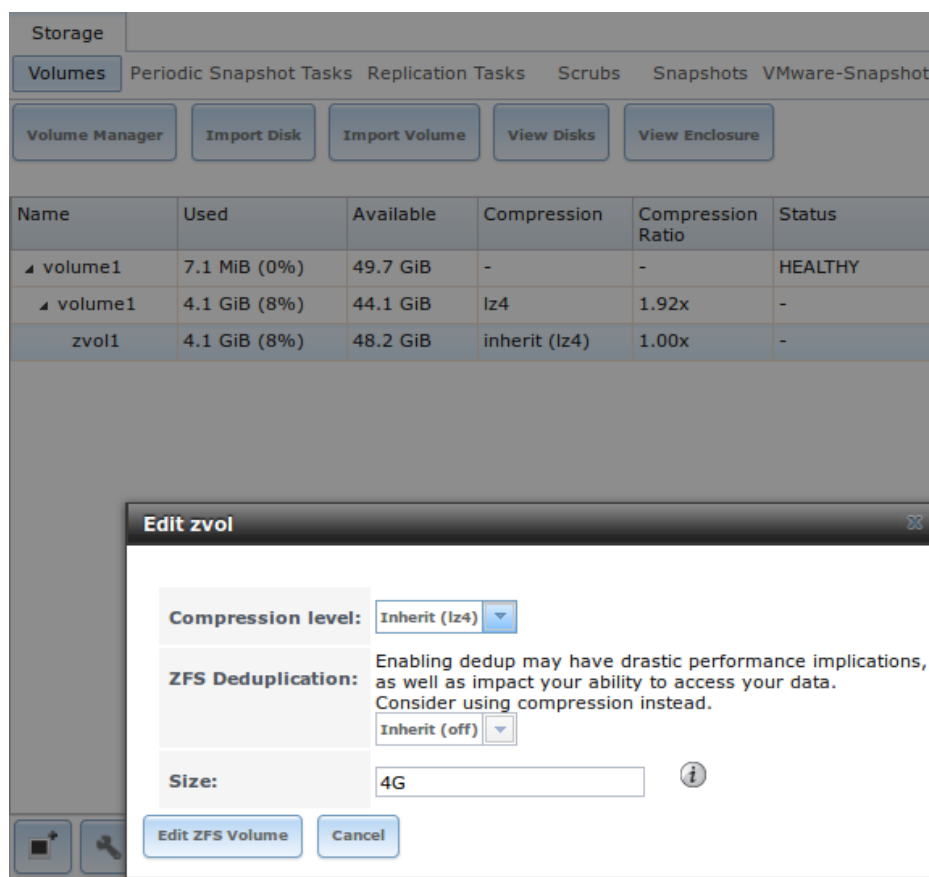 Storage
Volumes Periodic Snapshot Tasks Replication Tasks Scrubs Snapshots VMware-Snapshot
Volume Manager Import Disk Import Volume View Disks View Enclosure
Name Used Available Compression Compression Ratio Status
volume1 7.1 MiB (0%) 49.7 GiB - - HEALTHY
volume1 4.1 GiB (8%) 44.1 GiB lz4 1.92x -
zvol1 4.1 GiB (8%) 48.2 GiB inherit (lz4) 1.00x -
Edit zvol
Compression level: Inherit (lz4)
ZFS Deduplication:
Enabling dedup may have drastic performance implications,
as well as impact your ability to access your data.
Consider using compression instead.
Inherit (off)
Size: 4G
Edit ZFS Volume Cancel